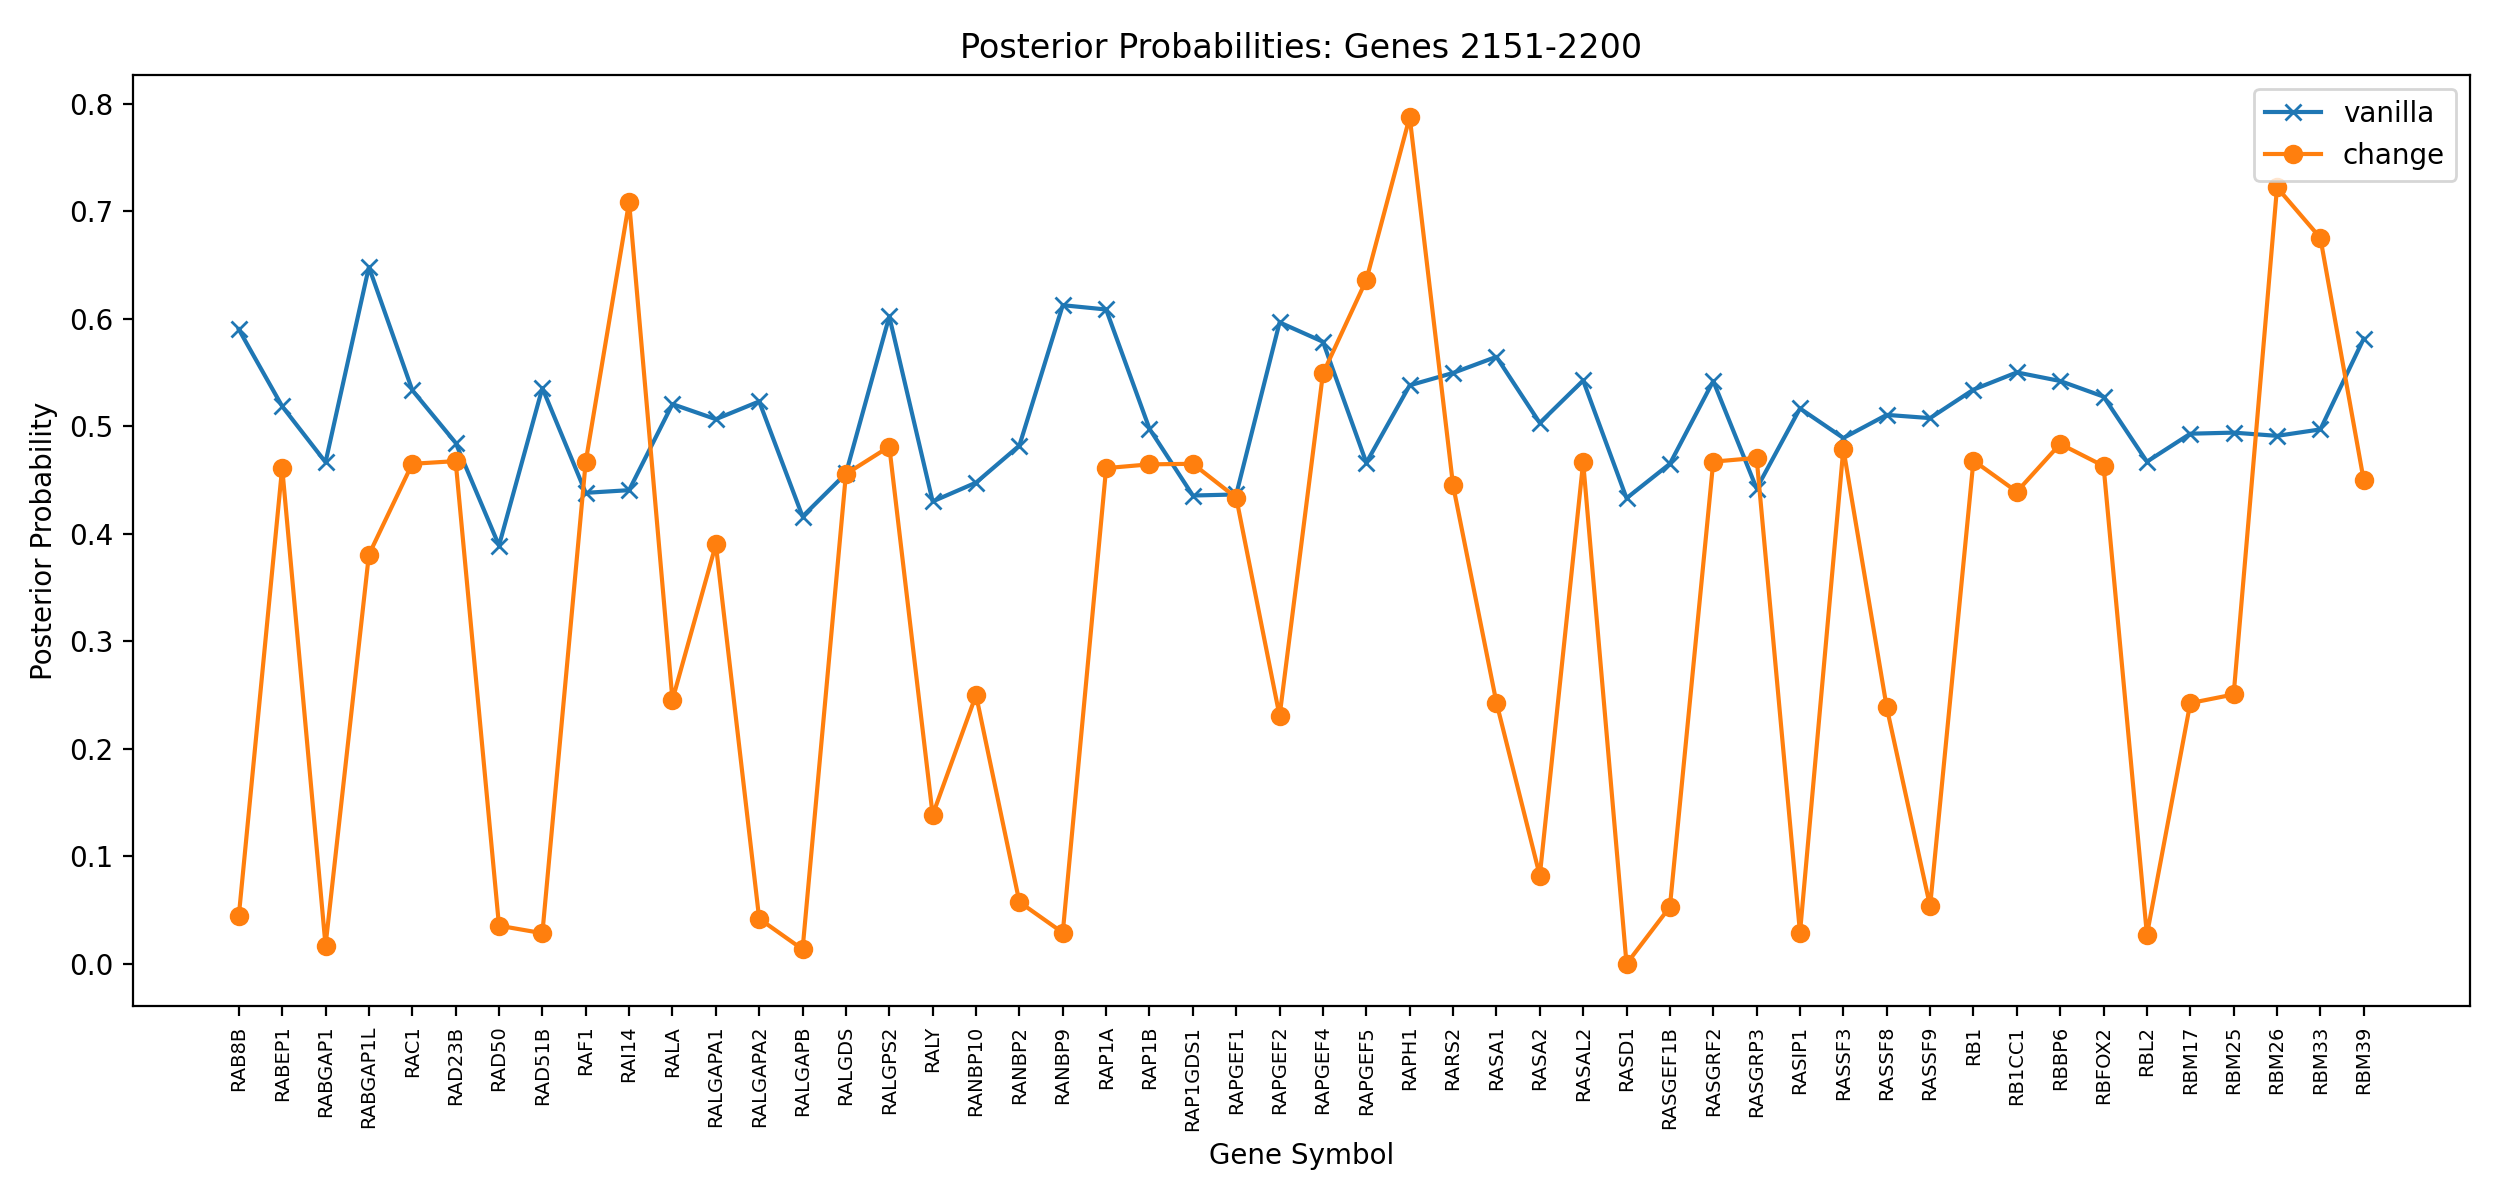 Posterior Probabilities: Genes 2151-2200
vanilla
change
Posterior Probability
0.8
0.7
0.6
0.5
0.4
0.3
0.2
0.1
0.0
RAB8B
RABEP1
RABGAP1
RABGAP1L
RAC1
RAD23B
RAD50
RAD51B
RAF1
RAI14
RALA
RALGAPA1
RALGAPA2
RALGAPB
RALGDS
RALGPS2
RALY
RANBP10
RANBP2
RANBP9
RAP1A
RAP1B
RAP1GDS1
RAPGEF1
RAPGEF2
RAPGEF4
RAPGEF5
RAPH1
RARS2
RASA1
RASA2
RASAL2
RASD1
RASGEF1B
RASGRF2
RASGRP3
RASIP1
RASSF3
RASSF8
RASSF9
RB1
RB1CC1
RBBP6
RBFOX2
RBL2
RBM17
RBM25
RBM26
RBM33
RBM39
Gene Symbol